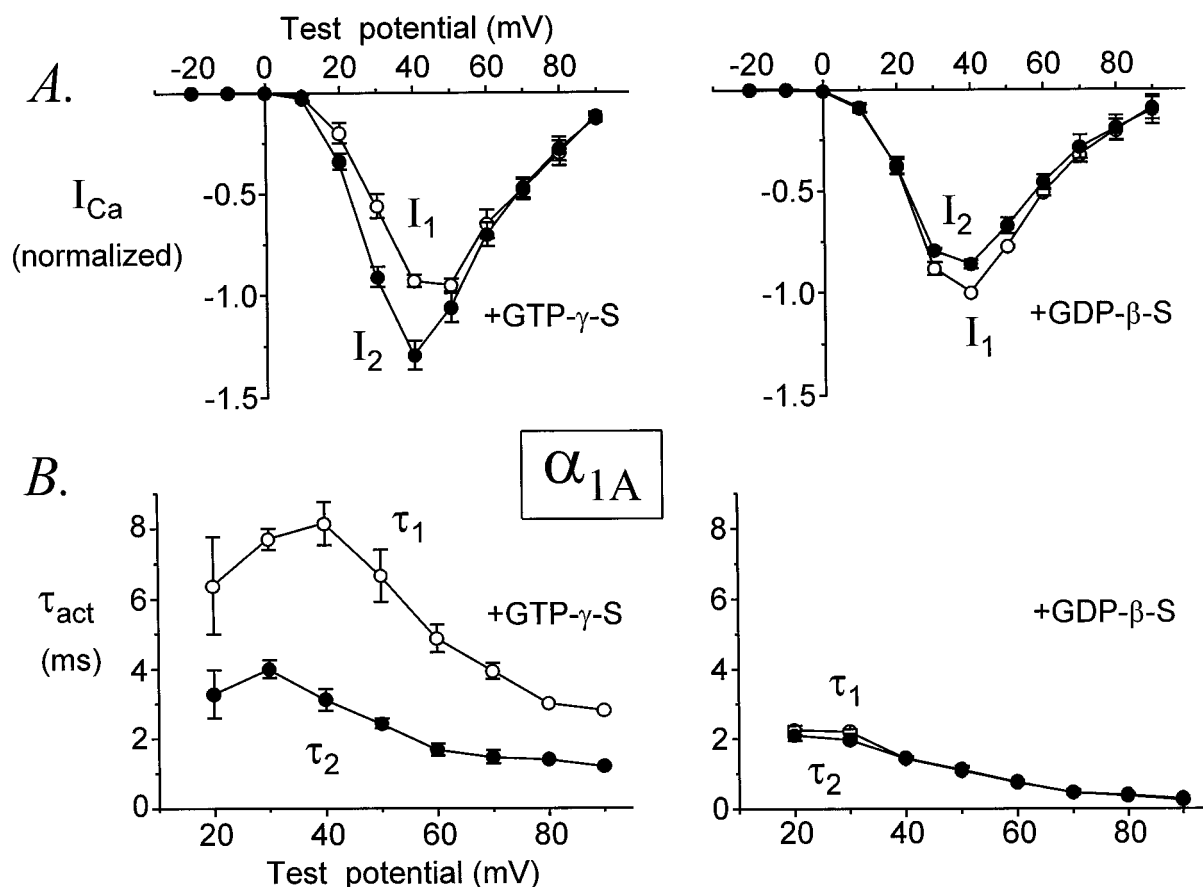 Test potential (mV)
-20 0 20 40 60 80
-20 0 20 40 60 80
A.
I₁
I₂
-0.5
-0.5
I_Ca
(normalized)
I₁
I₂
-1.0
-1.0
+GTP-γ-S
+GDP-β-S
-1.5
-1.5
α₁A
B.
8
8
τ₁
6
6
τ_act
(ms)
+GTP-γ-S
+GDP-β-S
4
4
τ₁
2
2
τ₂
τ₂
0
0
20 40 60 80
20 40 60 80
Test potential (mV)